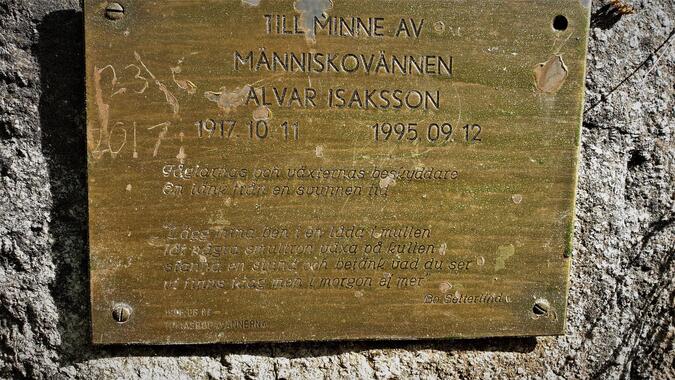 TILL MINNE AV
MÄNNISKOVÄNNEN
ALVAR ISAKSSON
1917.10.11 1995.09.12
2017
Fåglarnas och växternas beskyddare
En länk från en svunnen tid
"Lägg mina ben i en låda i mullen
låt några smultron växa på kullen
stanna en stund och betänk vad du ser
vi finns idag men i morgon ej mer"
Bo Setterlind